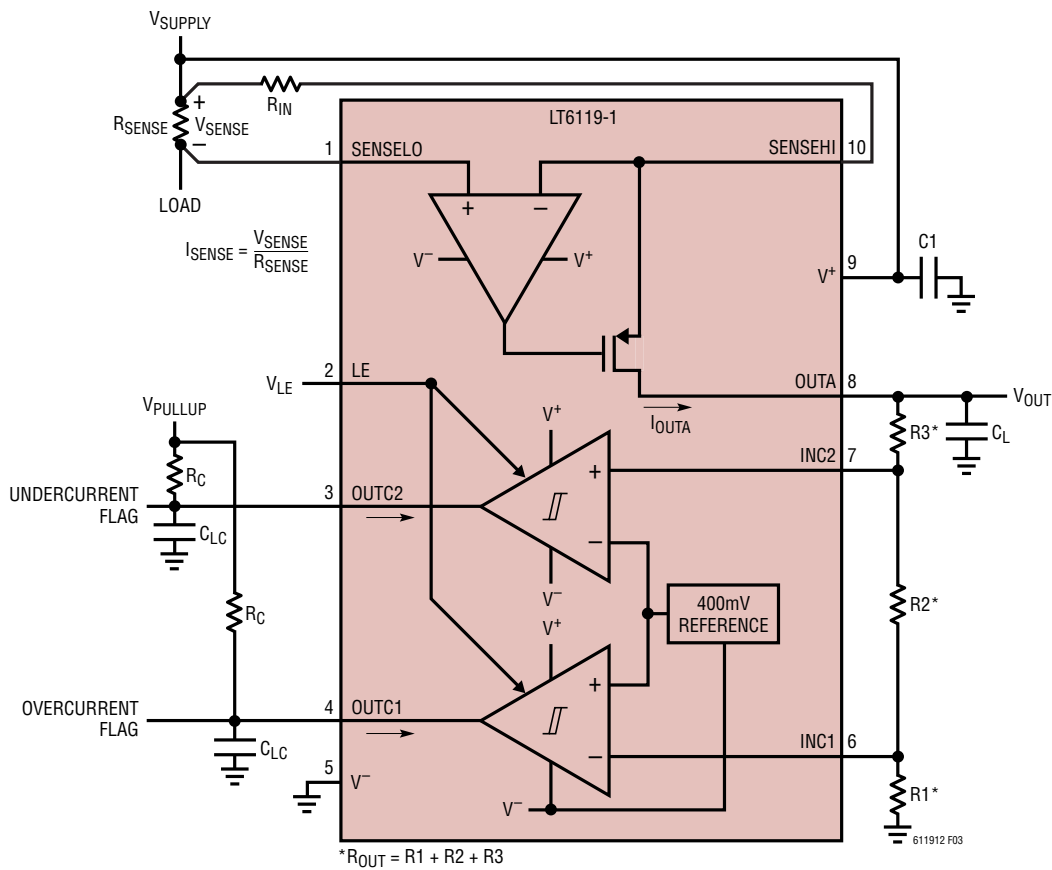 VSUPPLY
RIN
LT6119-1
+
RSENSE
VSENSE
–
1
SENSELO
SENSEHI
10
LOAD
+
–
C1
ISENSE = VSENSE
RSENSE
V–
V+
9
V+
2
LE
VLE
OUTA
8
VOUT
VPULLUP
V+
IOUTA
R3*
CL
INC2
7
RC
+
UNDERCURRENT
FLAG
3
OUTC2
CLC
–
V–
400mV
REFERENCE
R2*
RC
V+
+
OVERCURRENT
FLAG
4
OUTC1
INC1
6
–
CLC
5
V–
V–
R1*
611912 F03
*ROUT = R1 + R2 + R3